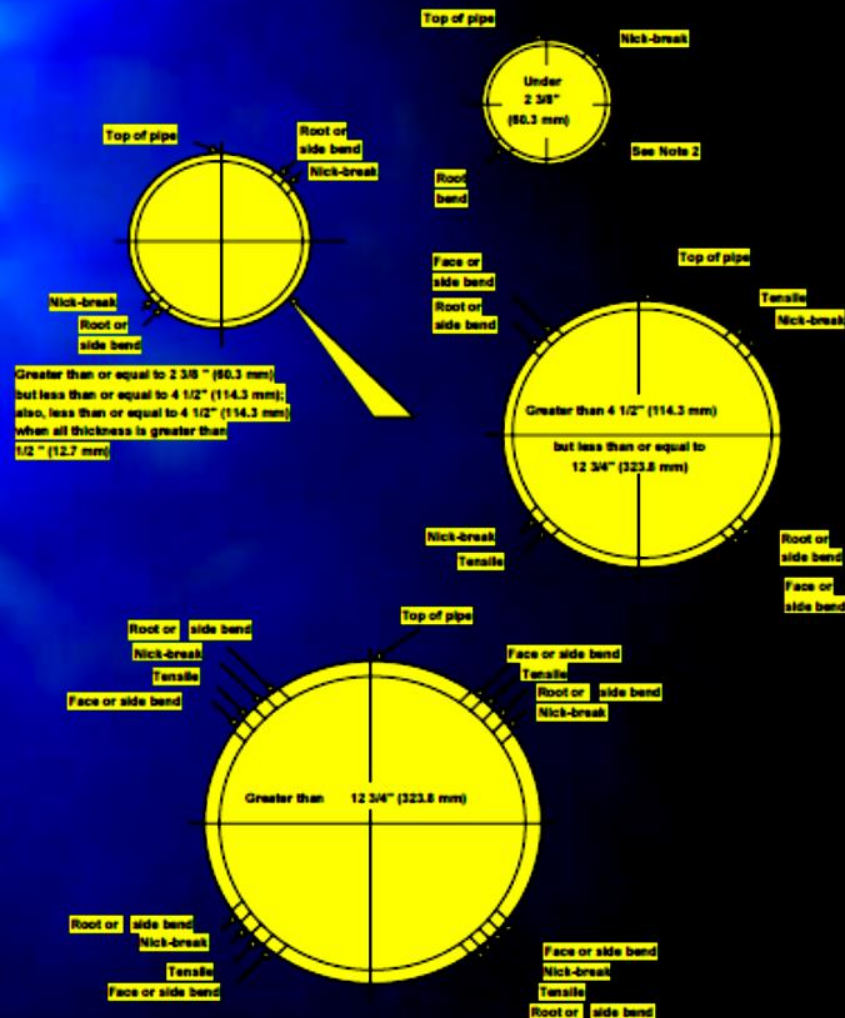 Top of pipe
Nick-break
Under
2 3/8"
(60.3 mm)
See Note 2
Root
bend
Top of pipe
Root or
side bend
Nick-break
Nick-break
Root or
side bend
Greater than or equal to 2 3/8 " (60.3 mm)
but less than or equal to 4 1/2" (114.3 mm);
also, less than or equal to 4 1/2" (114.3 mm)
when all thickness is greater than
1/2 " (12.7 mm)
Top of pipe
Face or
side bend
Root or
side bend
Tensile
Nick-break
Greater than 4 1/2" (114.3 mm)
but less than or equal to
12 3/4" (323.8 mm)
Nick-break
Tensile
Root or
side bend
Face or
side bend
Top of pipe
Root or side bend
Nick-break
Tensile
Face or side bend
Face or side bend
Tensile
Root or side bend
Nick-break
Greater than 12 3/4" (323.8 mm)
Root or side bend
Nick-break
Tensile
Face or side bend
Face or side bend
Nick-break
Tensile
Root or side bend